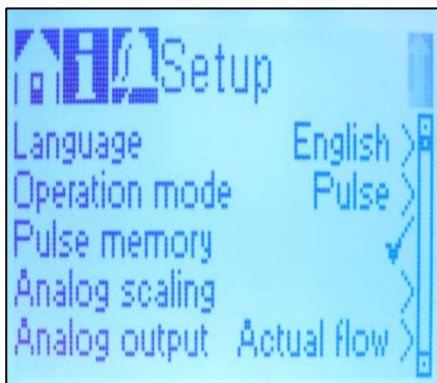 Setup
Language English
Operation mode Pulse
Pulse memory
Analog scaling
Analog output Actual flow